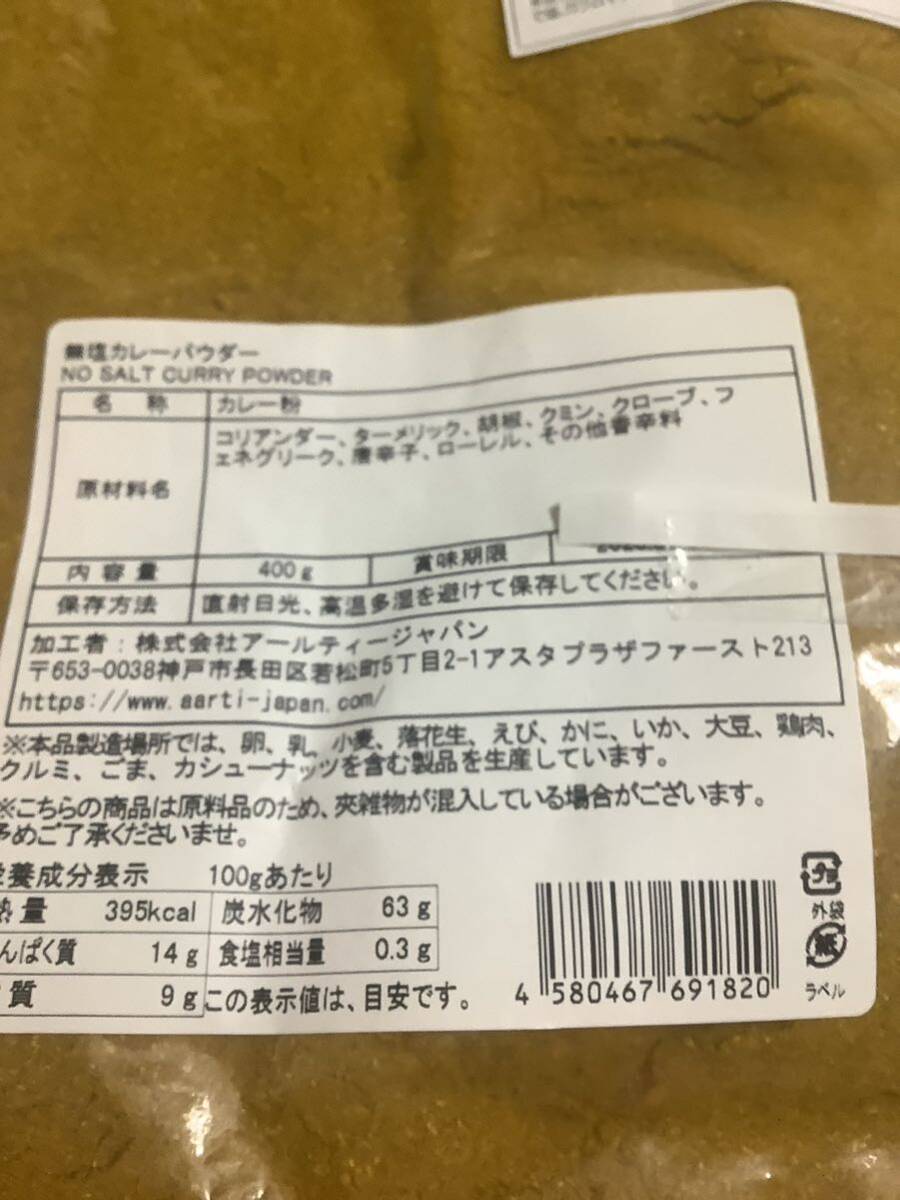 無塩カレーパウダー
NO SALT CURRY POWDER
名 称 カレー粉
原材料名 コリアンダー、ターメリック、胡椒、クミン、クローブ、フ
ェネグリーク、唐辛子、ローレル、その他香辛料
内 容 量 400g 賞味期限
保存方法 直射日光、高温多湿を避けて保存してください。
加工者:株式会社アールティージャパン
〒653-0038神戸市長田区若松町5丁目2-1アスタプラザファースト213
https://www.aarti-japan.com/
※本品製造場所では、卵、乳、小麦、落花生、えび、かに、いか、大豆、鶏肉、
クルミ、ごま、カシューナッツを含む製品を生産しています。
※こちらの商品は原料品のため、夾雑物が混入している場合がございます。
予めご了承くださいませ。
栄養成分表示 100gあたり
熱量 395kcal 炭水化物 63g
んぱく質 14g 食塩相当量 0.3g
質 9g この表示値は、目安です。
4 580467 691820
プラ
外袋
紙
ラベル